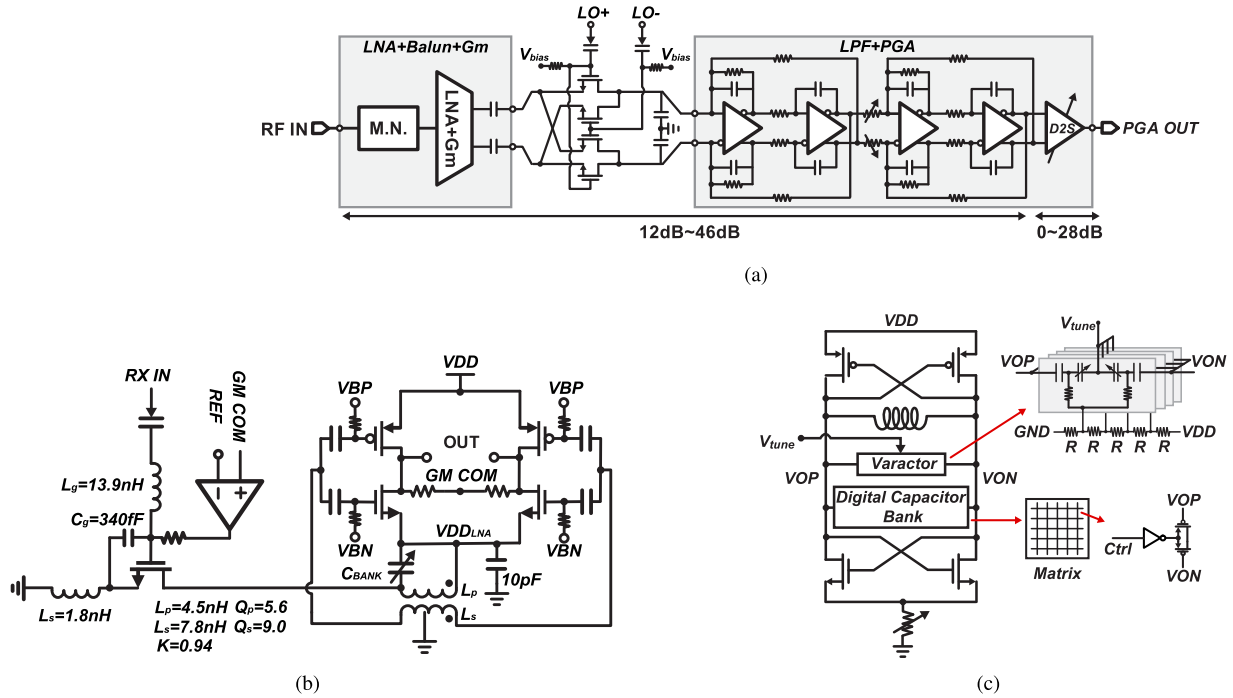 (a)
LO+
LO-
LNA+Balun+Gm
LPF+PGA
Vbias
Vbias
RF IN
M.N.
LNA+Gm
D2S
PGA OUT
12dB~46dB
0~28dB
(a)
RX IN
GM COM
REF
Lg=13.9nH
Cg=340fF
Ls=1.8nH
Lp=4.5nH Qp=5.6
Ls=7.8nH Qs=9.0
K=0.94
VDD
VBP
VBP
OUT
GM COM
VBN
VBN
VDDLNA
CBANK
10pF
Lp
Ls
(b)
VDD
Vtune
VOP
VON
Varactor
Digital Capacitor
Bank
Vtune
VOP
VON
GND
VDD
R R R R R
Matrix
Ctrl
VOP
VON
(c)